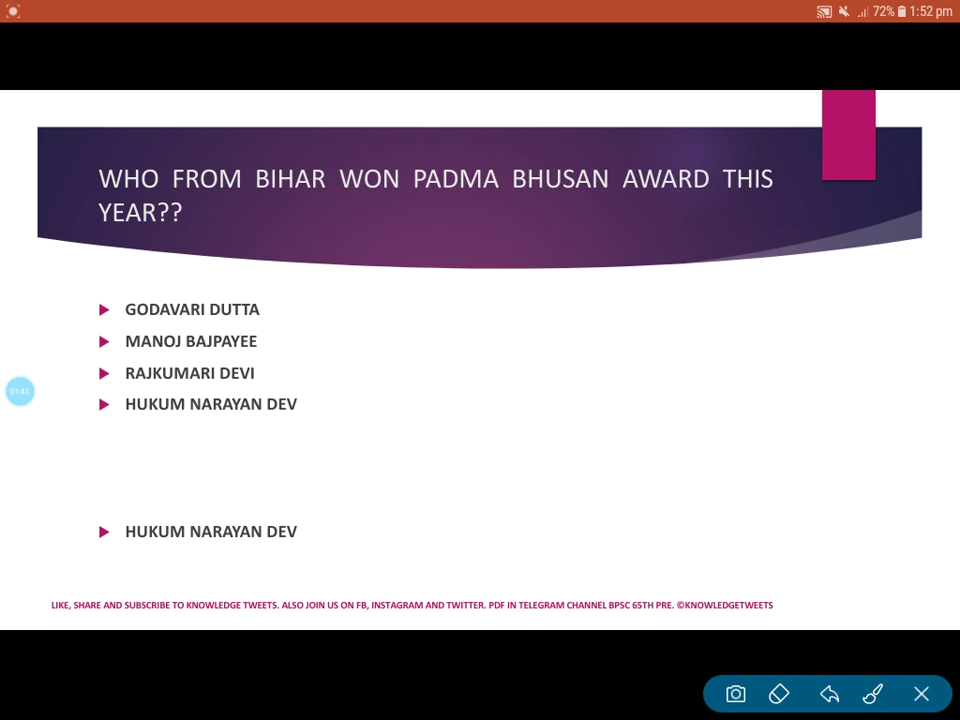 72% 1:52 pm
WHO FROM BIHAR WON PADMA BHUSAN AWARD THIS
YEAR??
GODAVARI DUTTA
MANOJ BAJPAYEE
RAJKUMARI DEVI
01:41
HUKUM NARAYAN DEV
HUKUM NARAYAN DEV
LIKE, SHARE AND SUBSCRIBE TO KNOWLEDGE TWEETS. ALSO JOIN US ON FB, INSTAGRAM AND TWITTER. PDF IN TELEGRAM CHANNEL BPSC 65TH PRE. ©KNOWLEDGETWEETS